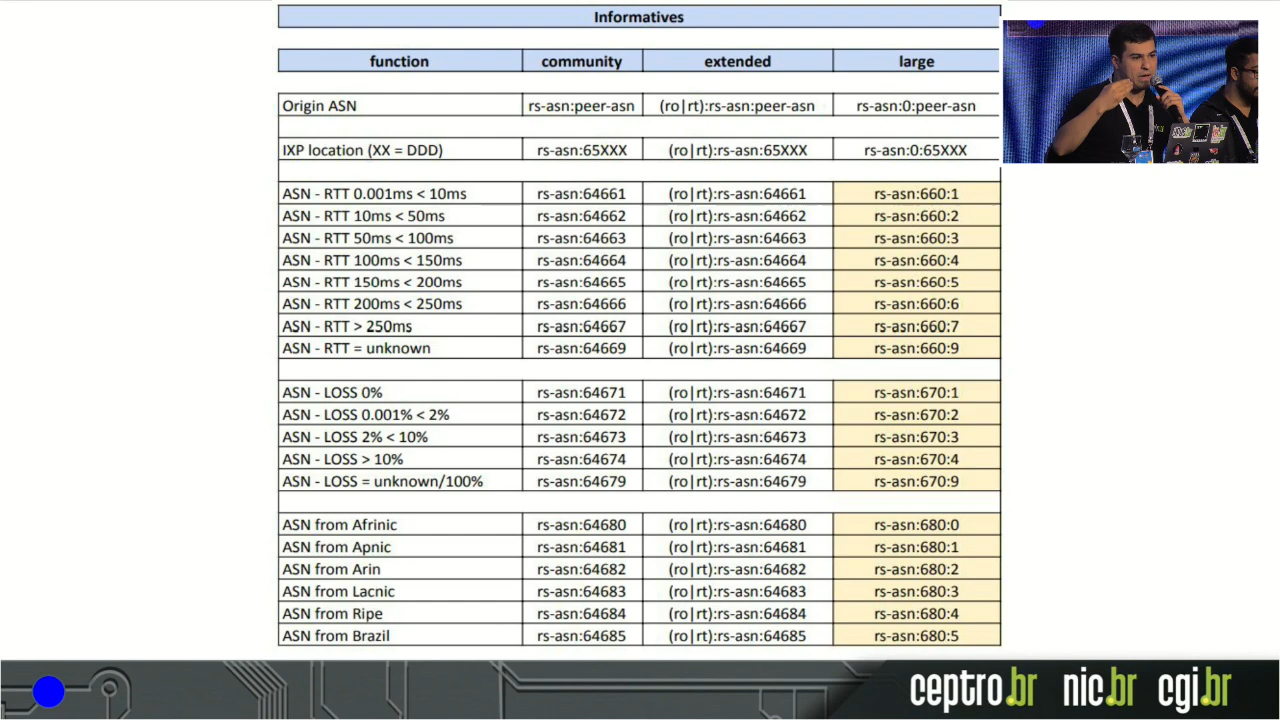 Informatives
function community extended large
Origin ASN rs-asn:peer-asn (ro|rt):rs-asn:peer-asn rs-asn:0:peer-asn
IXP location (XX = DDD) rs-asn:65XXX (ro|rt):rs-asn:65XXX rs-asn:0:65XXX
ASN - RTT 0.001ms < 10ms rs-asn:64661 (ro|rt):rs-asn:64661 rs-asn:660:1
ASN - RTT 10ms < 50ms rs-asn:64662 (ro|rt):rs-asn:64662 rs-asn:660:2
ASN - RTT 50ms < 100ms rs-asn:64663 (ro|rt):rs-asn:64663 rs-asn:660:3
ASN - RTT 100ms < 150ms rs-asn:64664 (ro|rt):rs-asn:64664 rs-asn:660:4
ASN - RTT 150ms < 200ms rs-asn:64665 (ro|rt):rs-asn:64665 rs-asn:660:5
ASN - RTT 200ms < 250ms rs-asn:64666 (ro|rt):rs-asn:64666 rs-asn:660:6
ASN - RTT > 250ms rs-asn:64667 (ro|rt):rs-asn:64667 rs-asn:660:7
ASN - RTT = unknown rs-asn:64669 (ro|rt):rs-asn:64669 rs-asn:660:9
ASN - LOSS 0% rs-asn:64671 (ro|rt):rs-asn:64671 rs-asn:670:1
ASN - LOSS 0.001% < 2% rs-asn:64672 (ro|rt):rs-asn:64672 rs-asn:670:2
ASN - LOSS 2% < 10% rs-asn:64673 (ro|rt):rs-asn:64673 rs-asn:670:3
ASN - LOSS > 10% rs-asn:64674 (ro|rt):rs-asn:64674 rs-asn:670:4
ASN - LOSS = unknown/100% rs-asn:64679 (ro|rt):rs-asn:64679 rs-asn:670:9
ASN from Afrinic rs-asn:64680 (ro|rt):rs-asn:64680 rs-asn:680:0
ASN from Apnic rs-asn:64681 (ro|rt):rs-asn:64681 rs-asn:680:1
ASN from Arin rs-asn:64682 (ro|rt):rs-asn:64682 rs-asn:680:2
ASN from Lacnic rs-asn:64683 (ro|rt):rs-asn:64683 rs-asn:680:3
ASN from Ripe rs-asn:64684 (ro|rt):rs-asn:64684 rs-asn:680:4
ASN from Brazil rs-asn:64685 (ro|rt):rs-asn:64685 rs-asn:680:5
ceptro.br nic.br cgi.br